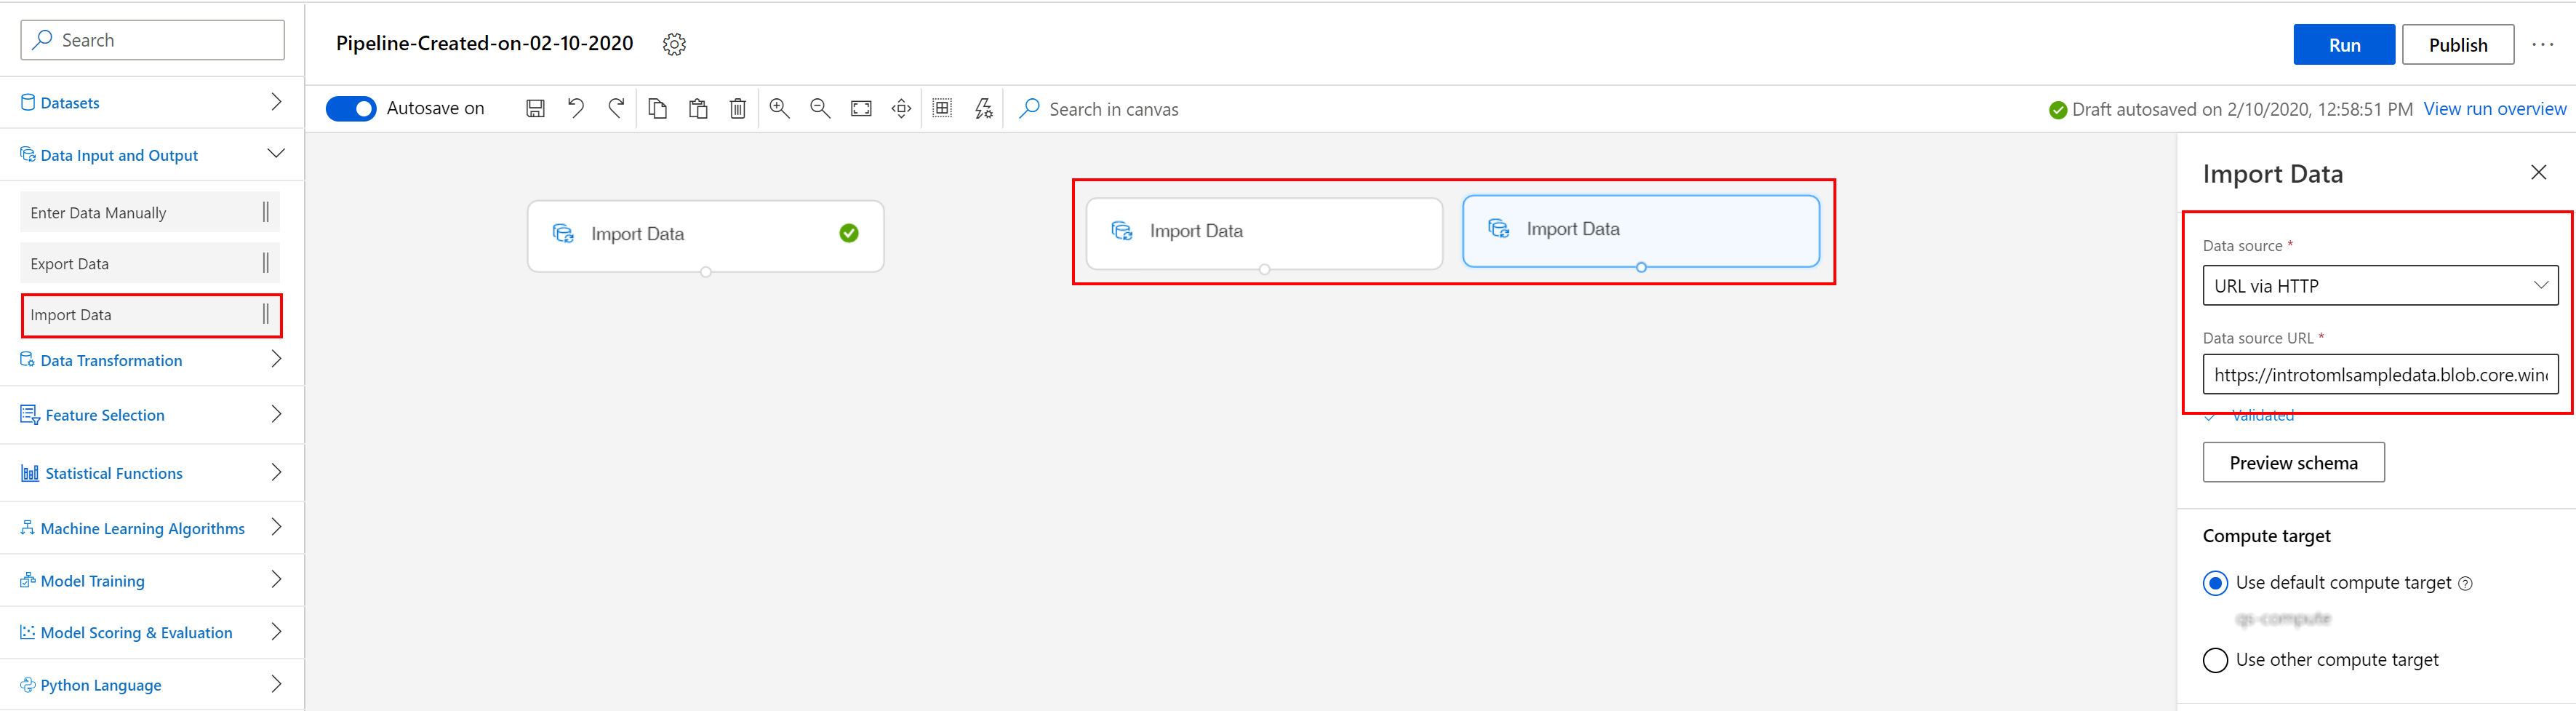 Search
Datasets
Data Input and Output
Enter Data Manually
Export Data
Import Data
Data Transformation
Feature Selection
Statistical Functions
Machine Learning Algorithms
Model Training
Model Scoring & Evaluation
Python Language
Pipeline-Created-on-02-10-2020
Run
Publish
Autosave on
Search in canvas
Draft autosaved on 2/10/2020, 12:58:51 PM
View run overview
Import Data
Import Data
Import Data
Import Data
Data source *
URL via HTTP
Data source URL *
https://introtomlsampledata.blob.core.win
Validated
Preview schema
Compute target
Use default compute target
qs-compute
Use other compute target